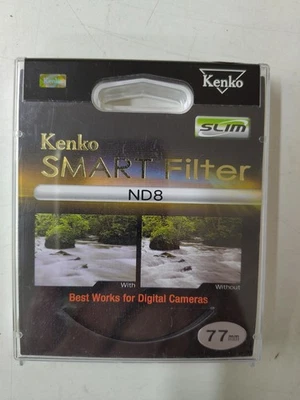 Kenko
SLIM
Kenko
SMART Filter
ND8
With
Without
Best Works for Digital Cameras
77mm